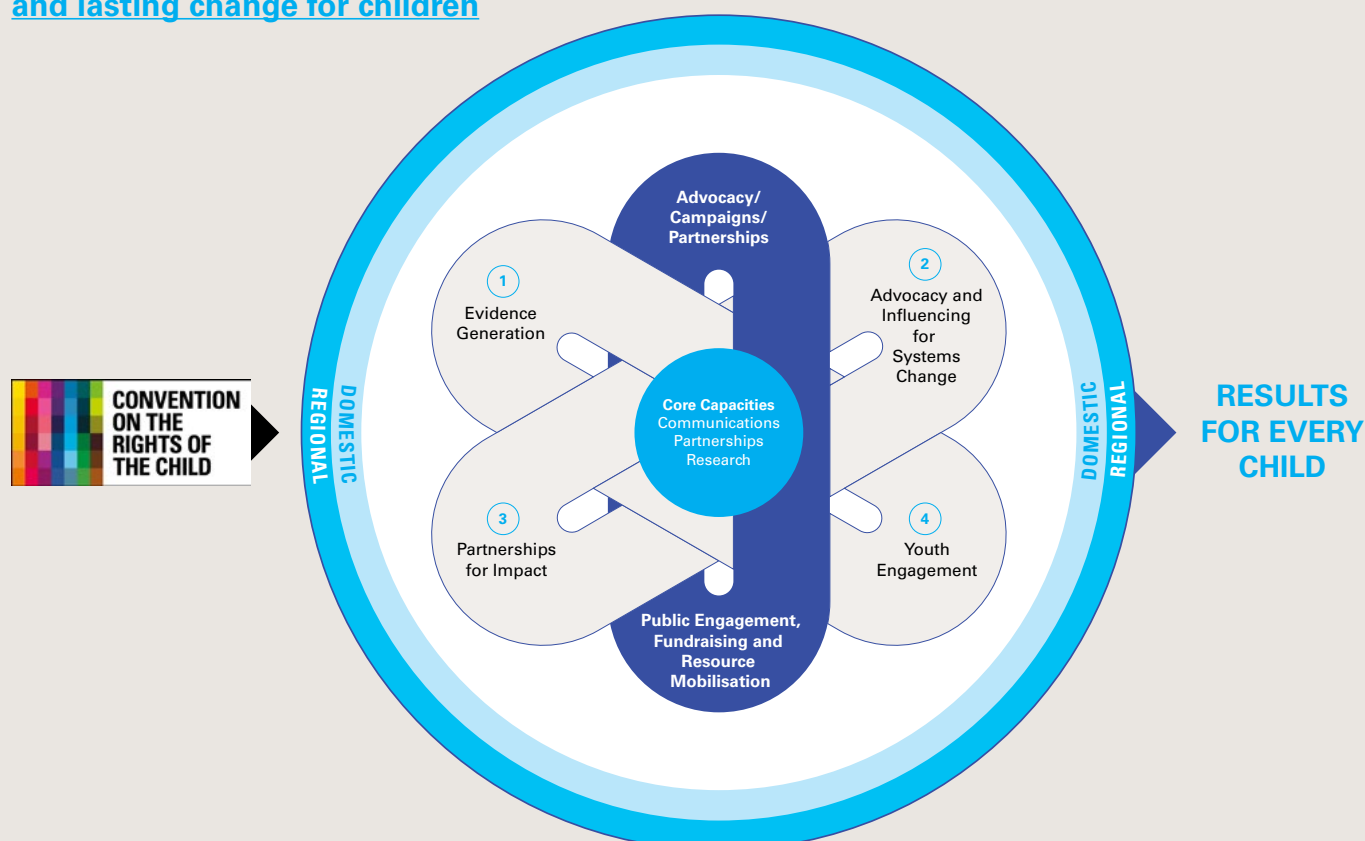 and lasting change for children
Advocacy/
Campaigns/
Partnerships
1
Evidence
Generation
2
Advocacy and
Influencing
for
Systems
Change
CONVENTION
ON THE
RIGHTS OF
THE CHILD
REGIONAL
DOMESTIC
Core Capacities
Communications
Partnerships
Research
DOMESTIC
REGIONAL
RESULTS
FOR EVERY
CHILD
3
Partnerships
for Impact
4
Youth
Engagement
Public Engagement,
Fundraising and
Resource
Mobilisation